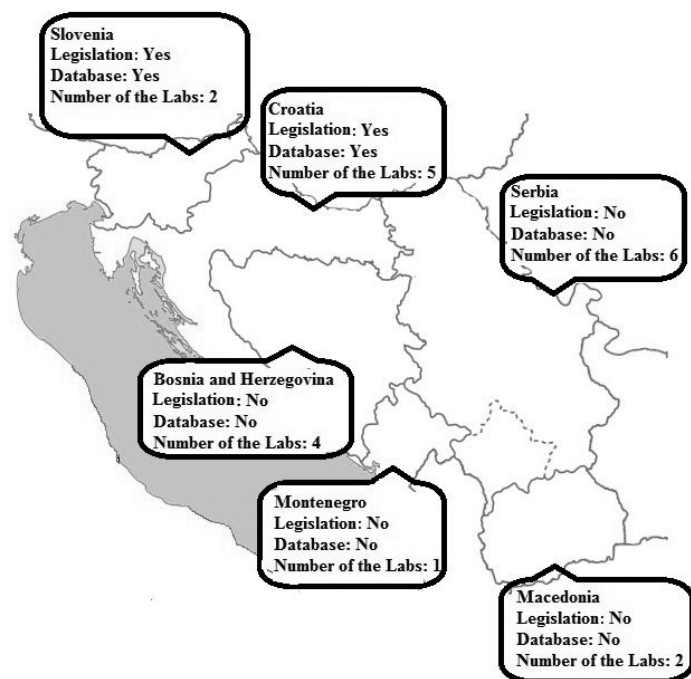 Slovenia
Legislation: Yes
Database: Yes
Number of the Labs: 2
Croatia
Legislation: Yes
Database: Yes
Number of the Labs: 5
Serbia
Legislation: No
Database: No
Number of the Labs: 6
Bosnia and Herzegovina
Legislation: No
Database: No
Number of the Labs: 4
Montenegro
Legislation: No
Database: No
Number of the Labs: 1
Macedonia
Legislation: No
Database: No
Number of the Labs: 2